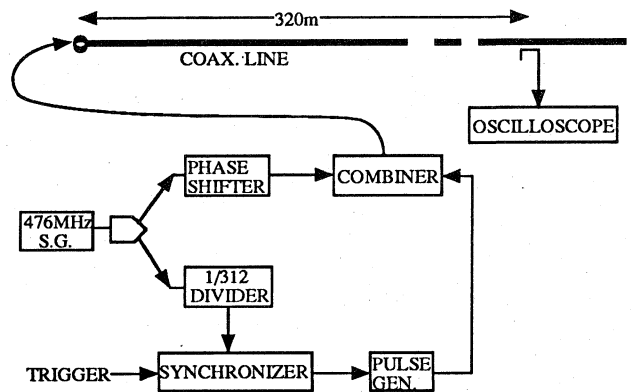 320m
COAX. LINE
OSCILLOSCOPE
PHASE
SHIFTER
COMBINER
476MHz
S.G.
1/312
DIVIDER
TRIGGER
SYNCHRONIZER
PULSE
GEN.